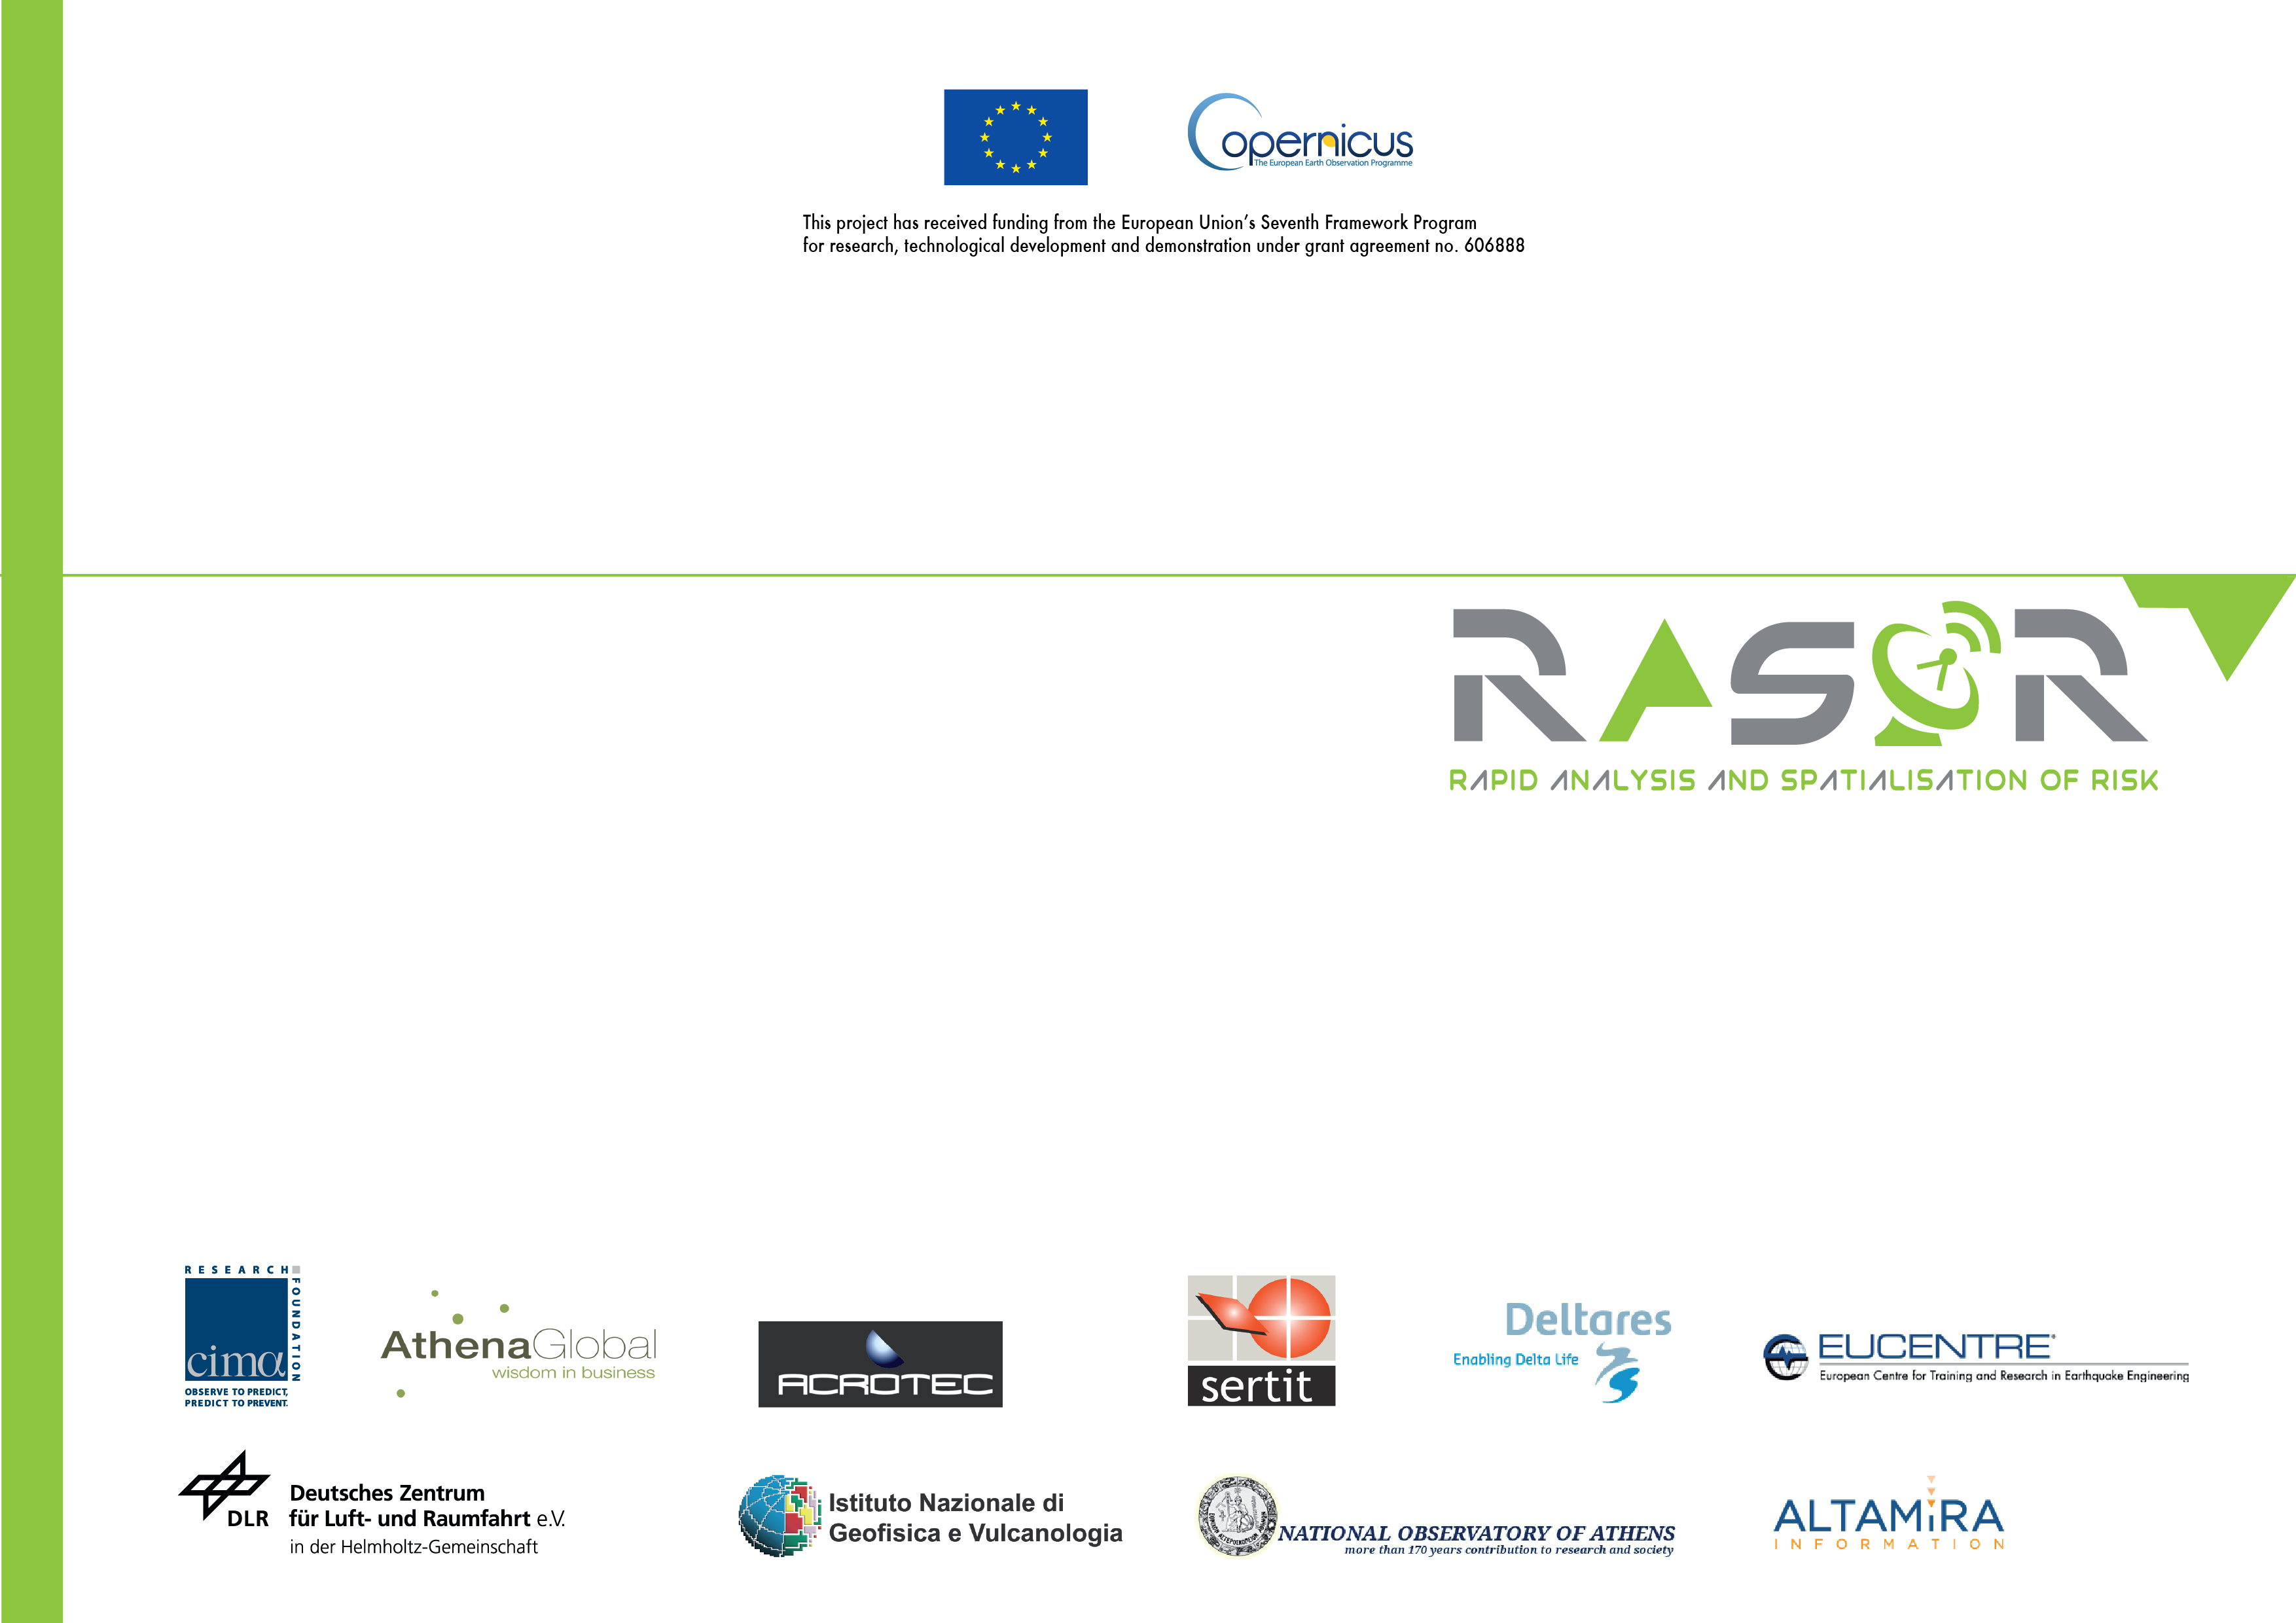 Copernicus
The European Earth Observation Programme
This project has received funding from the European Union's Seventh Framework Program
for research, technological development and demonstration under grant agreement no. 606888
RASOR
RAPID ANALYSIS AND SPATIALISATION OF RISK
RESEARCH
FOUNDATION
cima
OBSERVE TO PREDICT,
PREDICT TO PREVENT.
AthenaGlobal
wisdom in business
ACROTEC
sertit
Deltares
Enabling Delta Life
EUCENTRE
European Centre for Training and Research in Earthquake Engineering
DLR
Deutsches Zentrum
für Luft- und Raumfahrt e.V.
in der Helmholtz-Gemeinschaft
Istituto Nazionale di
Geofisica e Vulcanologia
NATIONAL OBSERVATORY OF ATHENS
more than 170 years contribution to research and society
ALTAMiRA
INFORMATION